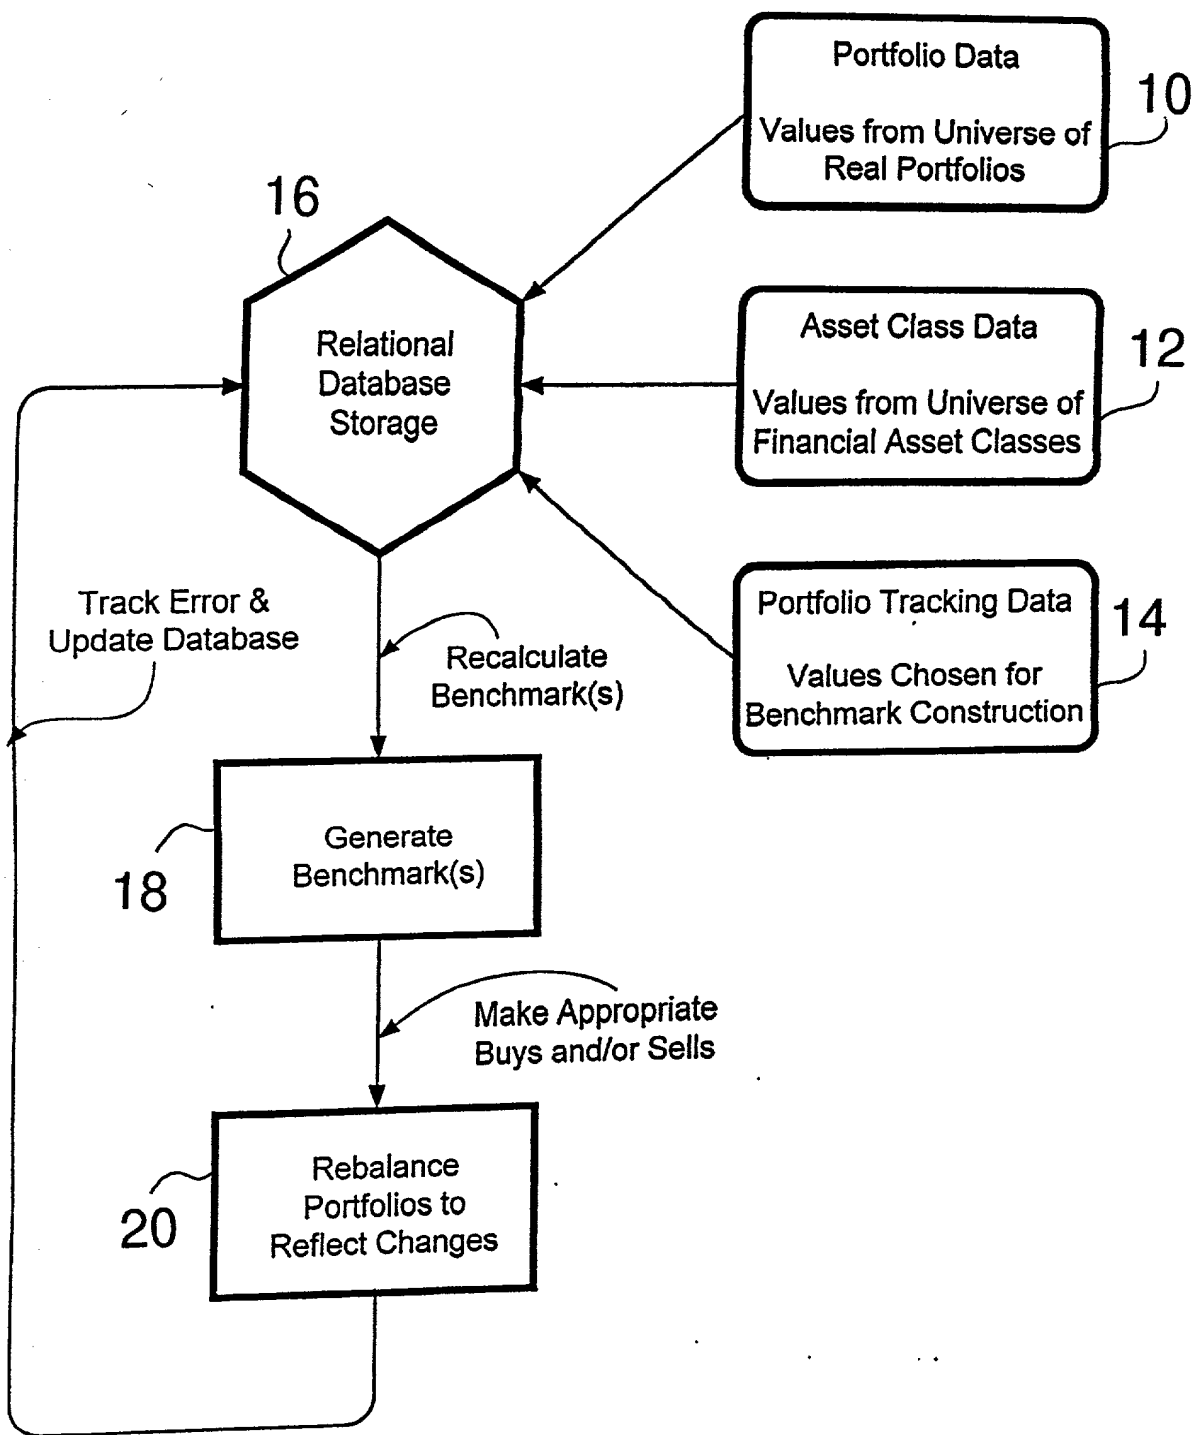 Portfolio Data
Values from Universe of
Real Portfolios
10
16
Relational
Database
Storage
Asset Class Data
Values from Universe of
Financial Asset Classes
12
Portfolio Tracking Data
Values Chosen for
Benchmark Construction
14
Track Error &
Update Database
Recalculate
Benchmark(s)
Generate
Benchmark(s)
18
Make Appropriate
Buys and/or Sells
Rebalance
Portfolios to
Reflect Changes
20